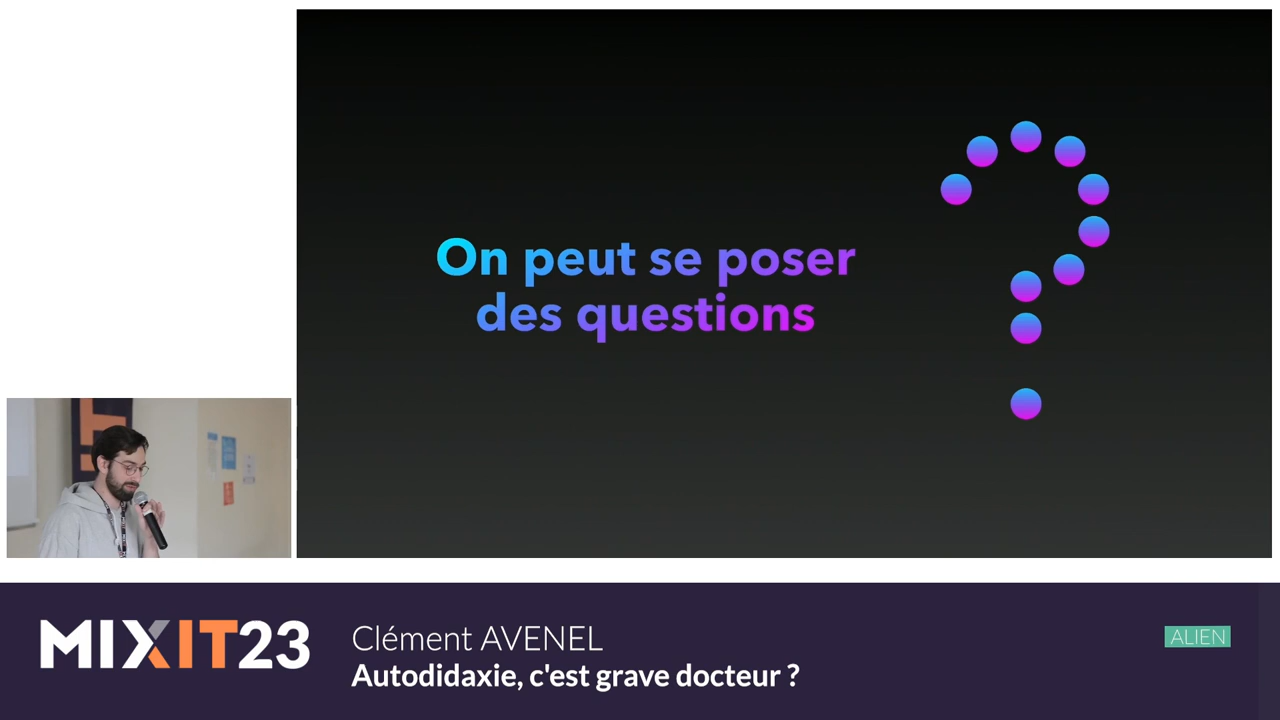 On peut se poser
des questions
MIXIT23
Clément AVENEL
Autodidaxie, c'est grave docteur ?
ALIEN